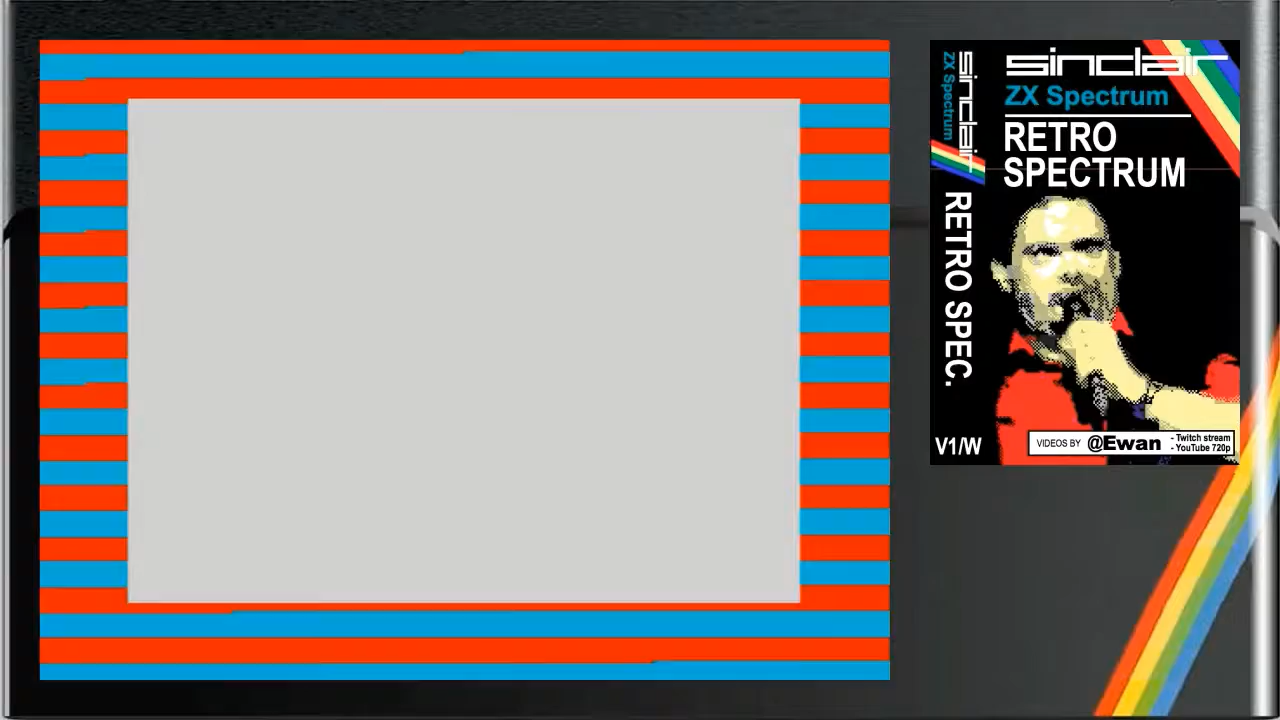 sinclair
ZX Spectrum
RETRO SPEC.
V1/W
sinclair
ZX Spectrum
RETRO
SPECTRUM
VIDEOS BY @Ewan - Twitch stream
- YouTube 720p